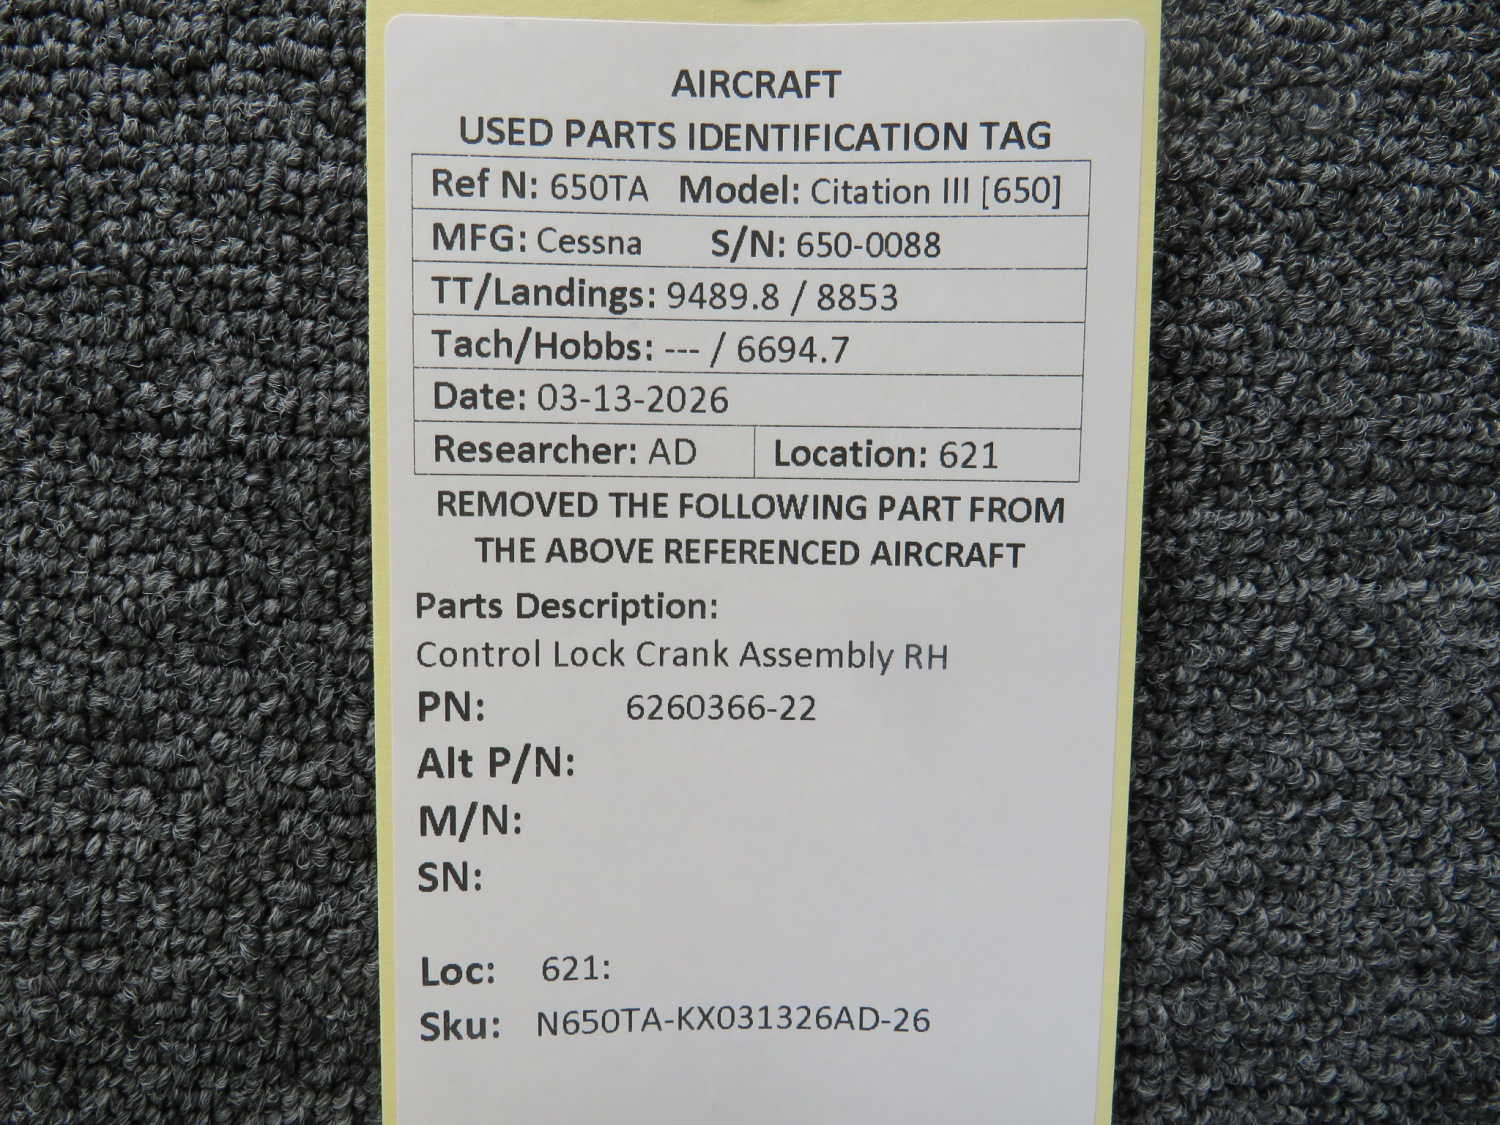 AIRCRAFT
USED PARTS IDENTIFICATION TAG
Ref N: 650TA Model: Citation III [650]
MFG: Cessna S/N: 650-0088
TT/Landings: 9489.8 / 8853
Tach/Hobbs: --- / 6694.7
Date: 03-13-2026
Researcher: AD Location: 621
REMOVED THE FOLLOWING PART FROM
THE ABOVE REFERENCED AIRCRAFT
Parts Description:
Control Lock Crank Assembly RH
PN: 6260366-22
Alt P/N:
M/N:
SN:
Loc: 621:
Sku: N650TA-KX031326AD-26